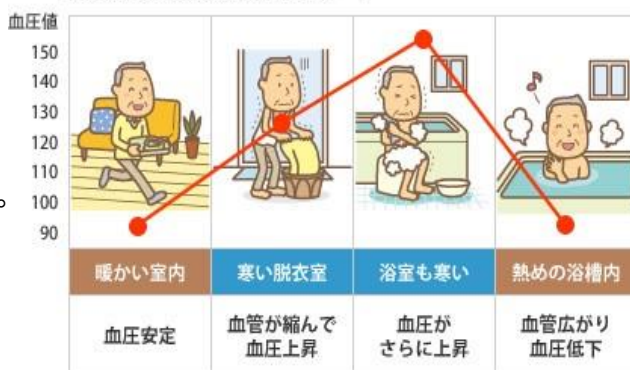 血圧値
150
140
130
120
110
100
90
。
暖かい室内
寒い脱衣室
浴室も寒い
熱めの浴槽内
血圧安定
血管が縮んで
血圧上昇
血圧が
さらに上昇
血管広がり
血圧低下